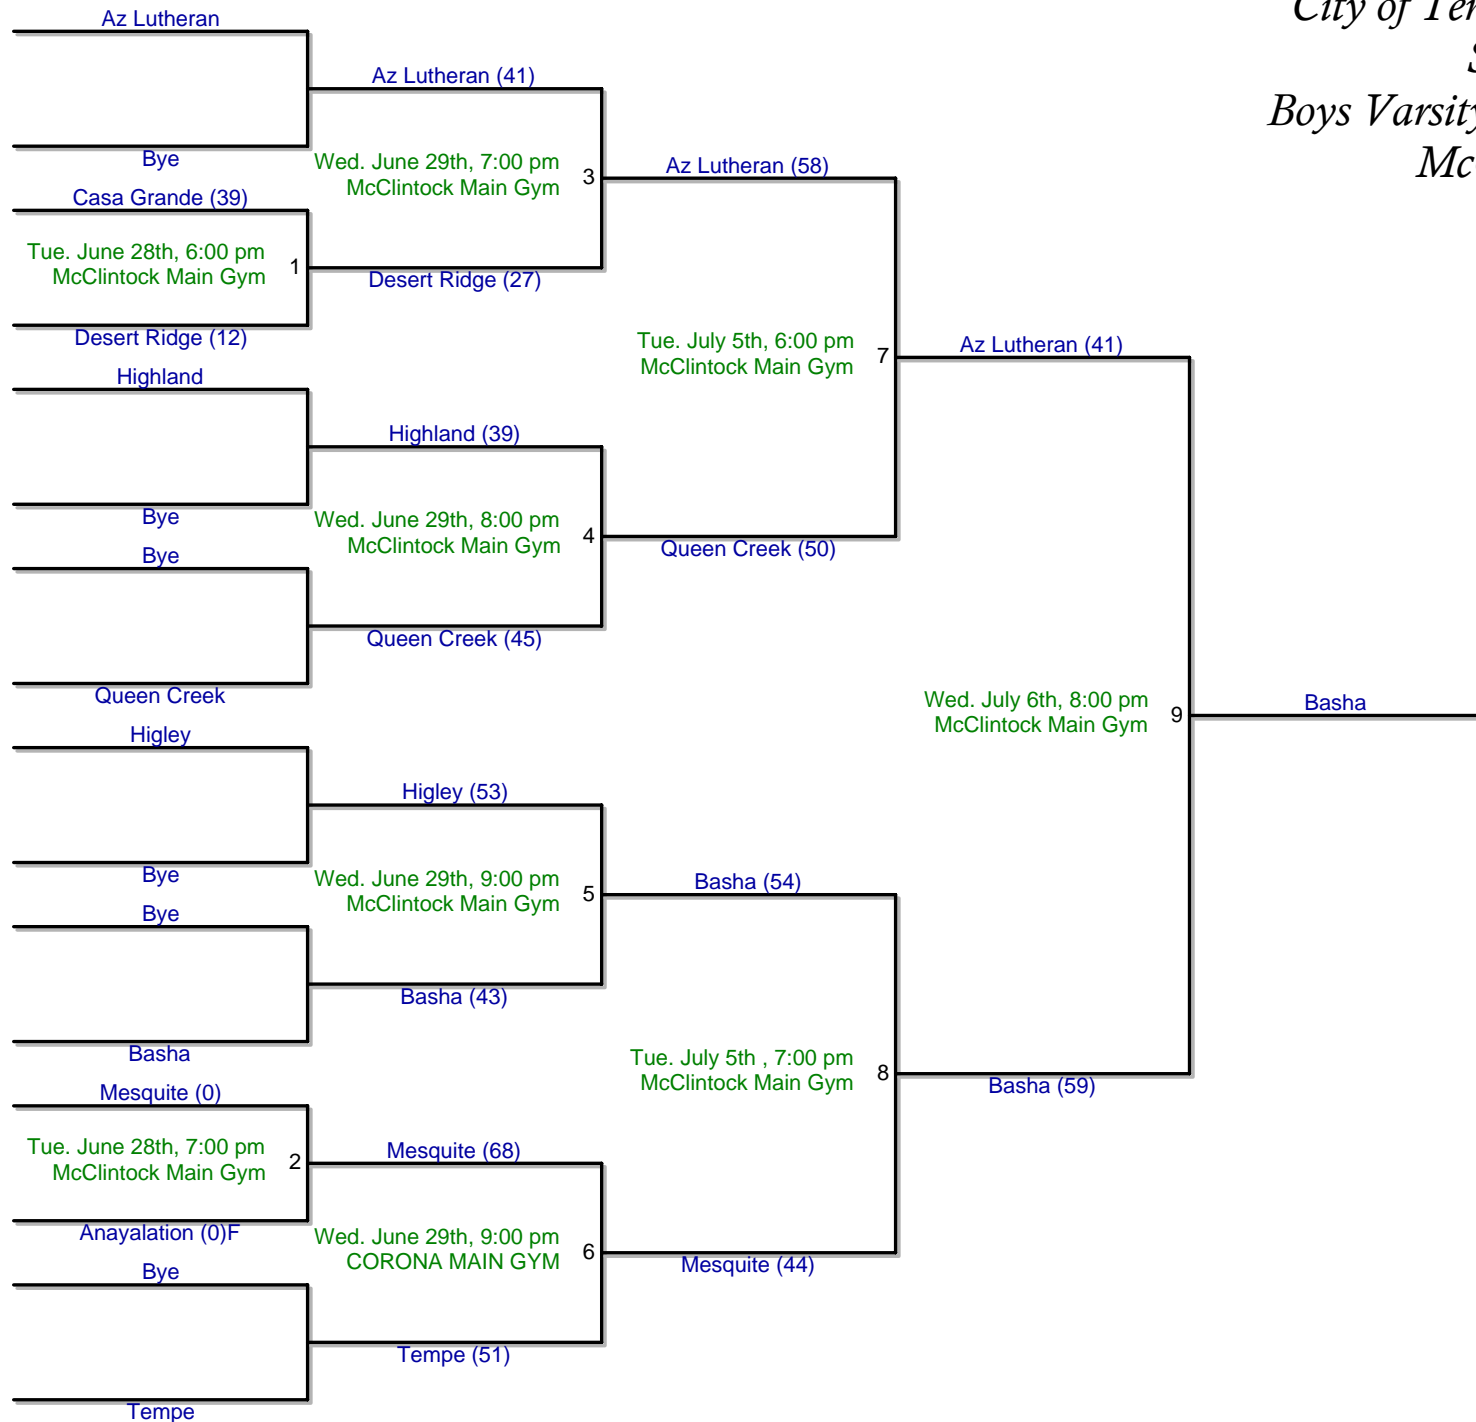 Az Lutheran
Bye
Casa Grande (39)
Tue. June 28th, 6:00 pm
McClintock Main Gym
1
Desert Ridge (12)
Highland
Bye
Bye
Queen Creek
Higley
Bye
Bye
Basha
Mesquite (0)
Tue. June 28th, 7:00 pm
McClintock Main Gym
2
Anayalation (0)F
Bye
Tempe
Az Lutheran (41)
Wed. June 29th, 7:00 pm
McClintock Main Gym
3
Desert Ridge (27)
Highland (39)
Wed. June 29th, 8:00 pm
McClintock Main Gym
4
Queen Creek (45)
Higley (53)
Wed. June 29th, 9:00 pm
McClintock Main Gym
5
Basha (43)
Mesquite (68)
Wed. June 29th, 9:00 pm
CORONA MAIN GYM
6
Tempe (51)
Az Lutheran (58)
Tue. July 5th, 6:00 pm
McClintock Main Gym
7
Queen Creek (50)
Basha (54)
Tue. July 5th , 7:00 pm
McClintock Main Gym
8
Mesquite (44)
Az Lutheran (41)
Wed. July 6th, 8:00 pm
McClintock Main Gym
9
Basha (59)
Basha
City of Te
Boys Varsity
Mc